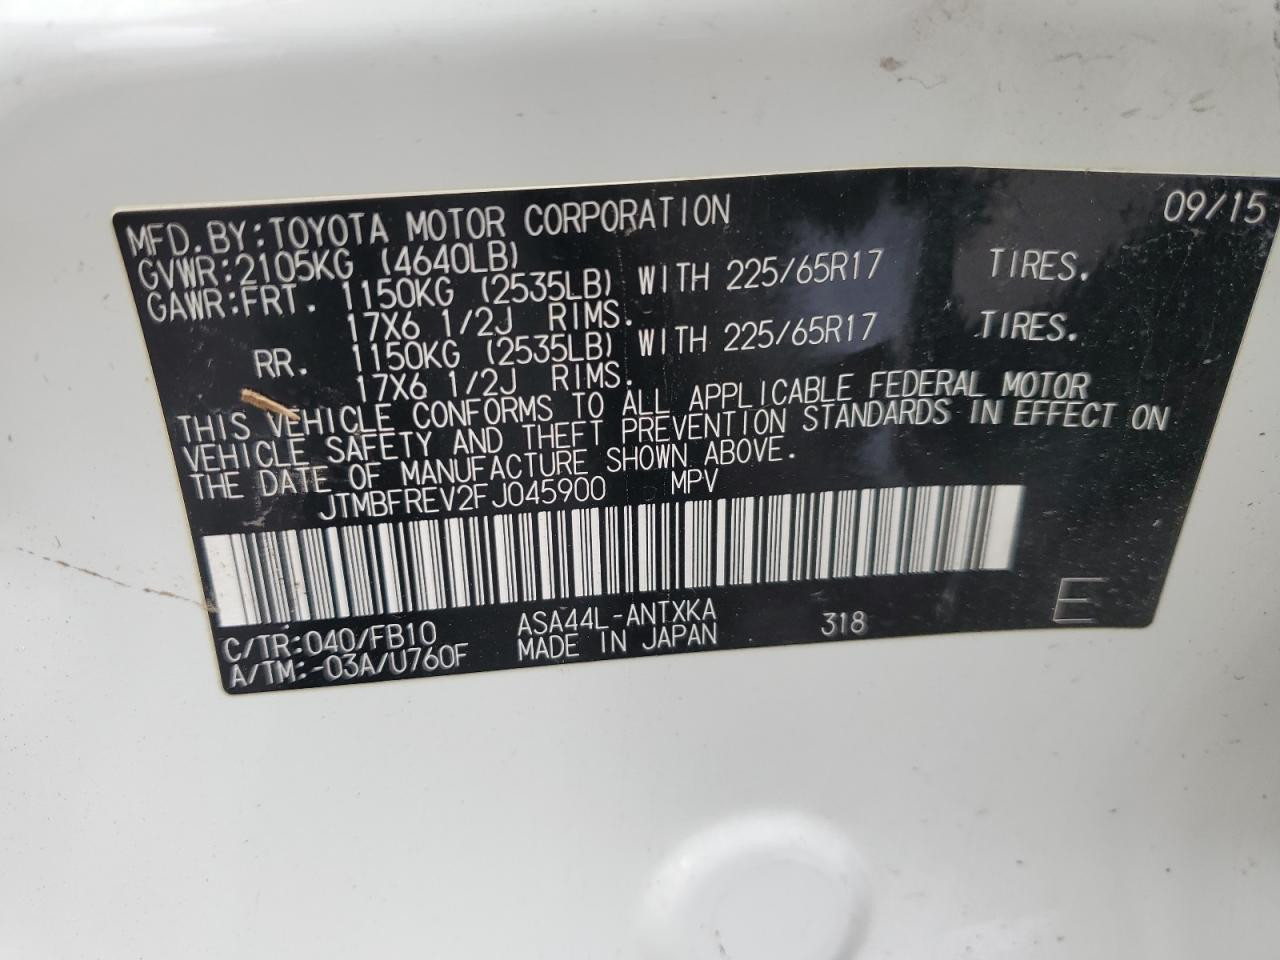 MFD.BY:TOYOTA MOTOR CORPORATION 09/15
GVWR:2105KG (4640LB)
GAWR:FRT. 1150KG (2535LB) WITH 225/65R17 TIRES.
17X6 1/2J RIMS.
RR. 1150KG (2535LB) WITH 225/65R17 TIRES.
17X6 1/2J RIMS.
THIS VEHICLE CONFORMS TO ALL APPLICABLE FEDERAL MOTOR
VEHICLE SAFETY AND THEFT PREVENTION STANDARDS IN EFFECT ON
THE DATE OF MANUFACTURE SHOWN ABOVE.
JTMBFREV2FJ045900 MPV
C/TR:040/FB10 ASA44L-ANTXKA 318 E
A/TM:-03A/U760F MADE IN JAPAN